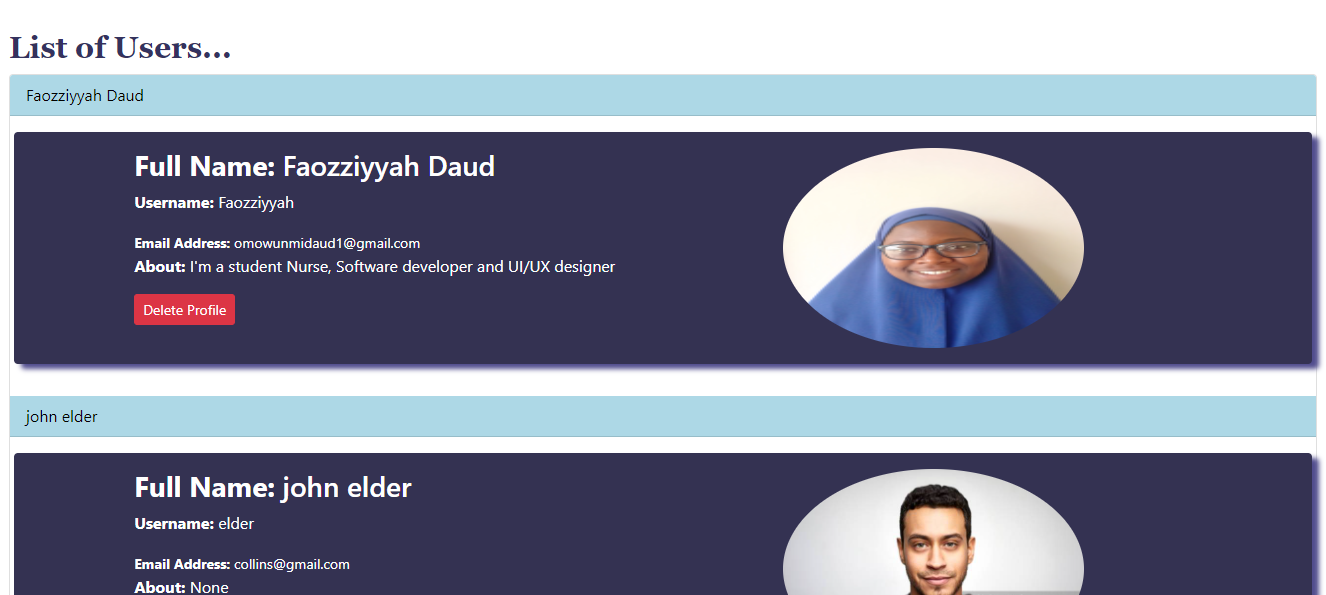 List of Users...
Faozziyyah Daud
Full Name: Faozziyyah Daud
Username: Faozziyyah
Email Address: omowunmidaud1@gmail.com
About: I'm a student Nurse, Software developer and UI/UX designer
Delete Profile
john elder
Full Name: john elder
Username: elder
Email Address: collins@gmail.com
About: None